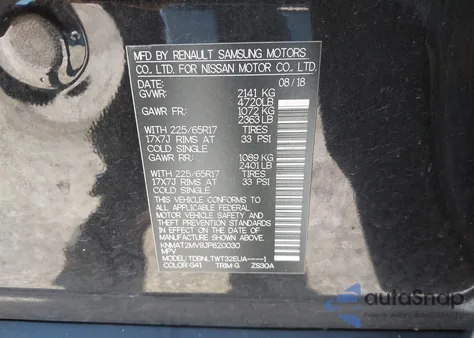 MFD BY RENAULT SAMSUNG MOTORS
CO., LTD. FOR NISSAN MOTOR CO., LTD.
DATE: 08/18
GVWR: 2141 KG
4720LB
GAWR FR: 1072 KG
2363 LB
WITH 225/65R17 TIRES
17X7J RIMS AT 33 PSI
COLD SINGLE
GAWR RR: 1089 KG
2401 LB
WITH 225/65R17 TIRES
17X7J RIMS AT 33 PSI
COLD SINGLE
THIS VEHICLE CONFORMS TO ALL
APPLICABLE FEDERAL
MOTOR VEHICLE SAFETY AND
THEFT PREVENTION STANDARDS
IN EFFECT ON THE DATE OF
MANUFACTURE SHOWN ABOVE.
KNMAT2MV9JP620030
MPV
MODEL: TDBNLTWT32EUA----1
COLOR: G41 TRIM: G ZS30A
autoSnap